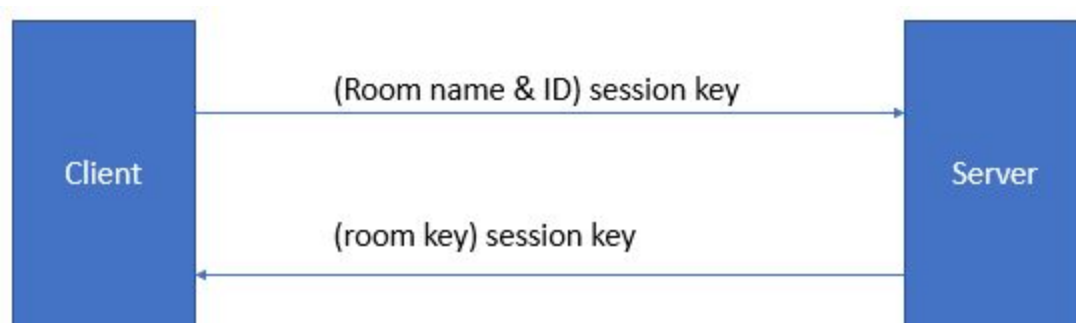 (Room name & ID) session key
Client
Server
(room key) session key